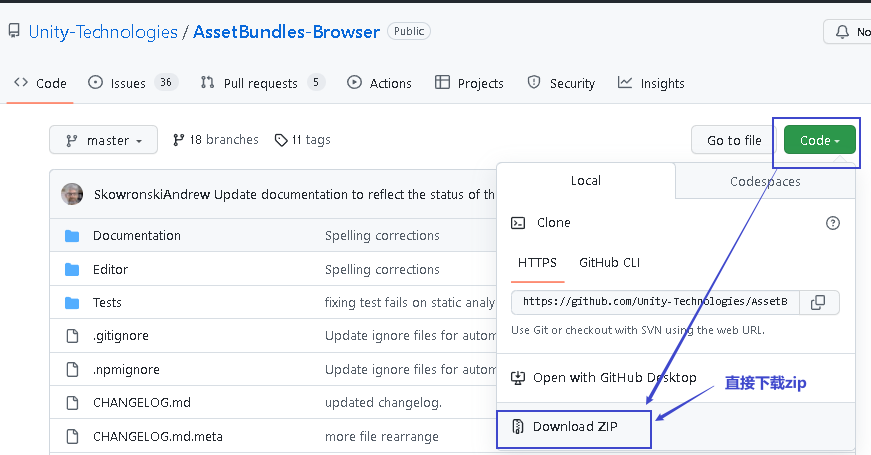 Unity-Technologies / AssetBundles-Browser Public No
Code Issues 36 Pull requests 5 Actions Projects Security Insights
master 18 branches 11 tags Go to file Code
Local Codespaces
SkowronskiAndrew Update documentation to reflect the status of th
Clone
Documentation Spelling corrections
HTTPS GitHub CLI
Editor Spelling corrections
https://github.com/Unity-Technologies/AssetB
Tests fixing test fails on static analy
Use Git or checkout with SVN using the web URL.
.gitignore Update ignore files for autom
.npmignore Update ignore files for autom
Open with GitHub Desktop
直接下载zip
CHANGELOG.md updated changelog.
Download ZIP
CHANGELOG.md.meta more file rearrange